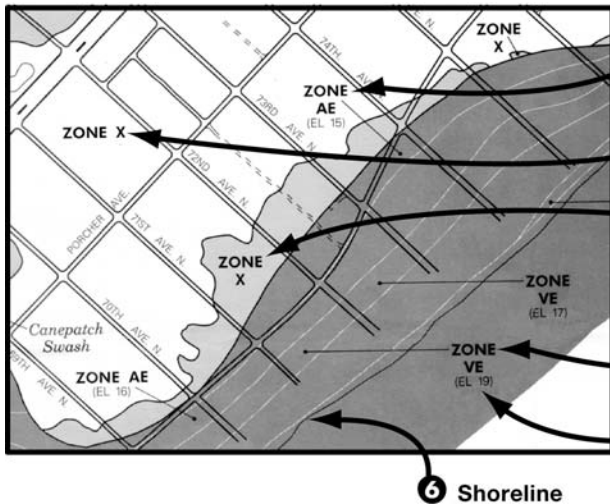 ZONE
X
74TH AVE N.
ZONE
AE
(EL 15)
73RD AVE N.
ZONE X
72ND AVE N.
PORCHER AVE.
71ST AVE N.
ZONE
X
ZONE
VE
(EL 17)
70TH AVE N.
Canepatch
Swash
69TH AVE N.
ZONE AE
(EL 16)
ZONE
VE
(EL 19)
6 Shoreline